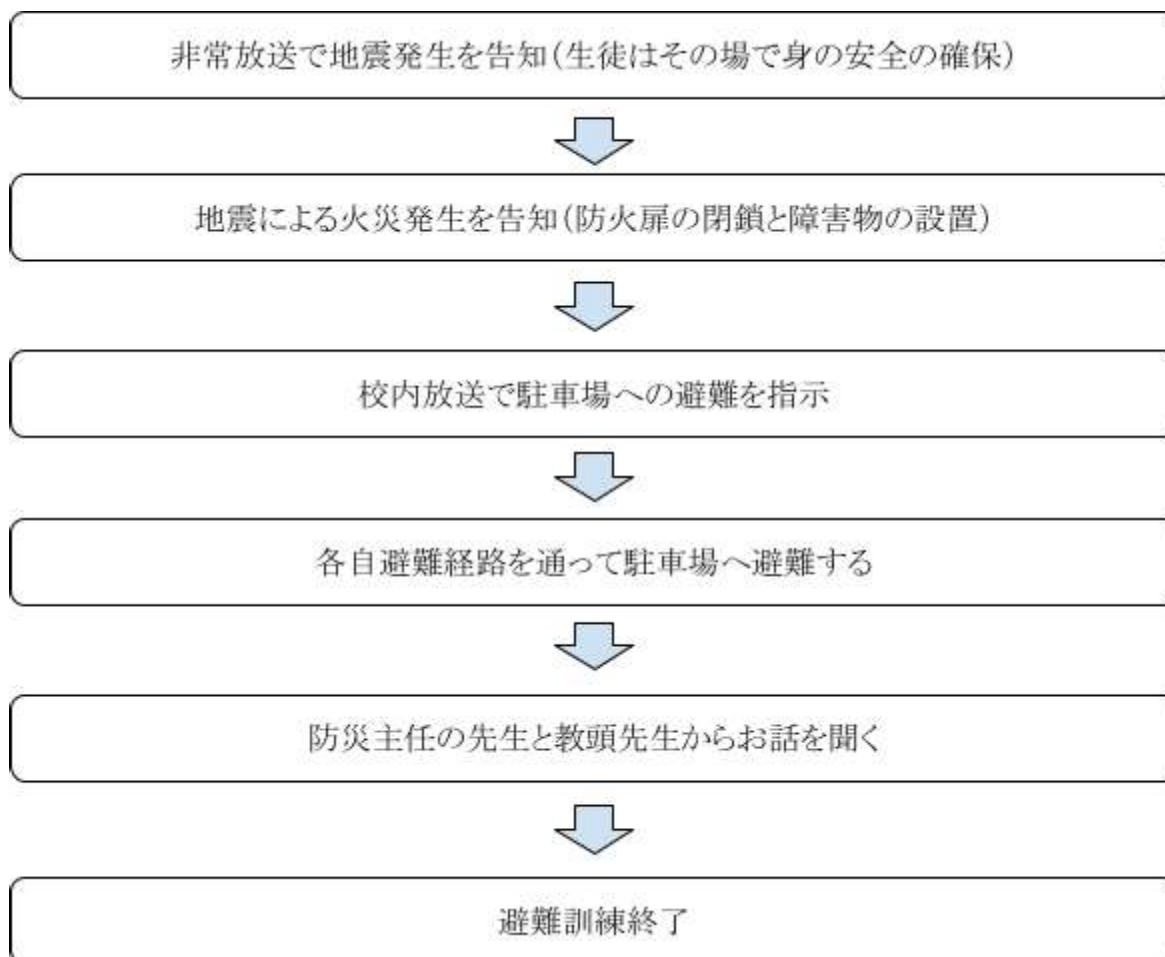 非常放送で地震発生を告知(生徒はその場で身の安全の確保)
地震による火災発生を告知(防火扉の閉鎖と障害物の設置)
校内放送で駐車場への避難を指示
各自避難経路を通って駐車場へ避難する
防災主任の先生と教頭先生からお話を聞く
避難訓練終了